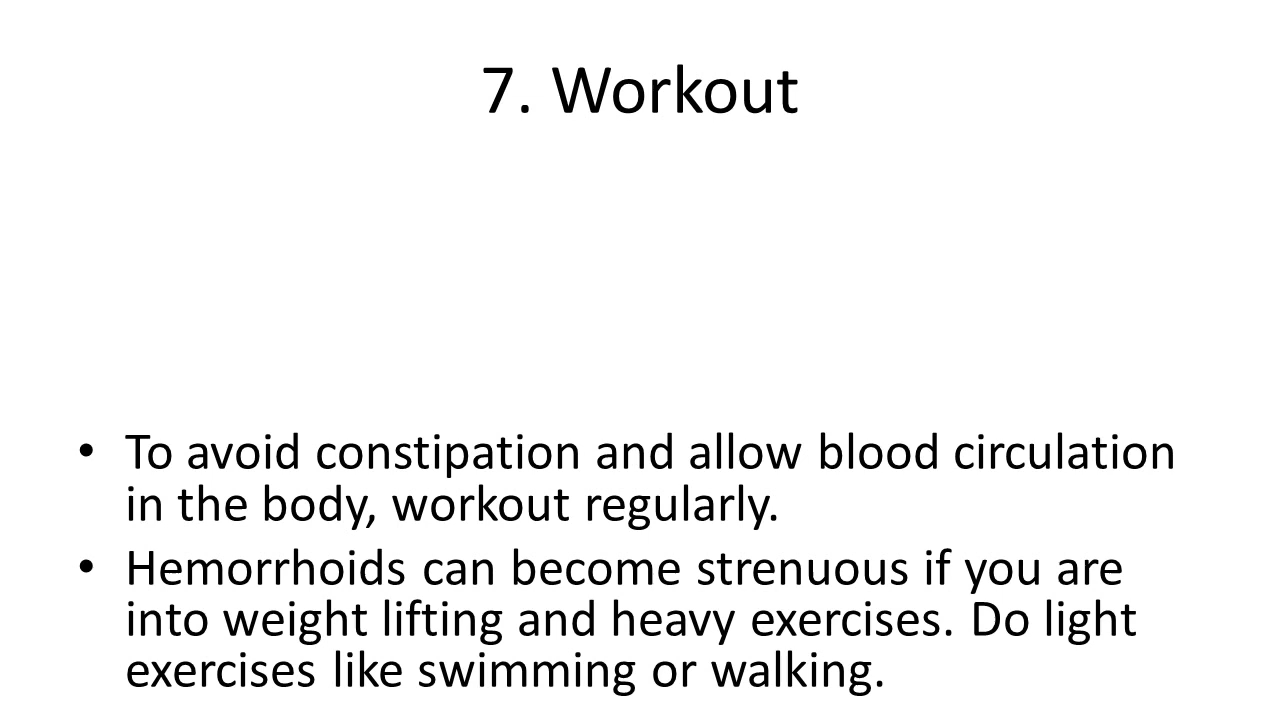 7. Workout
• To avoid constipation and allow blood circulation
in the body, workout regularly.
• Hemorrhoids can become strenuous if you are
into weight lifting and heavy exercises. Do light
exercises like swimming or walking.